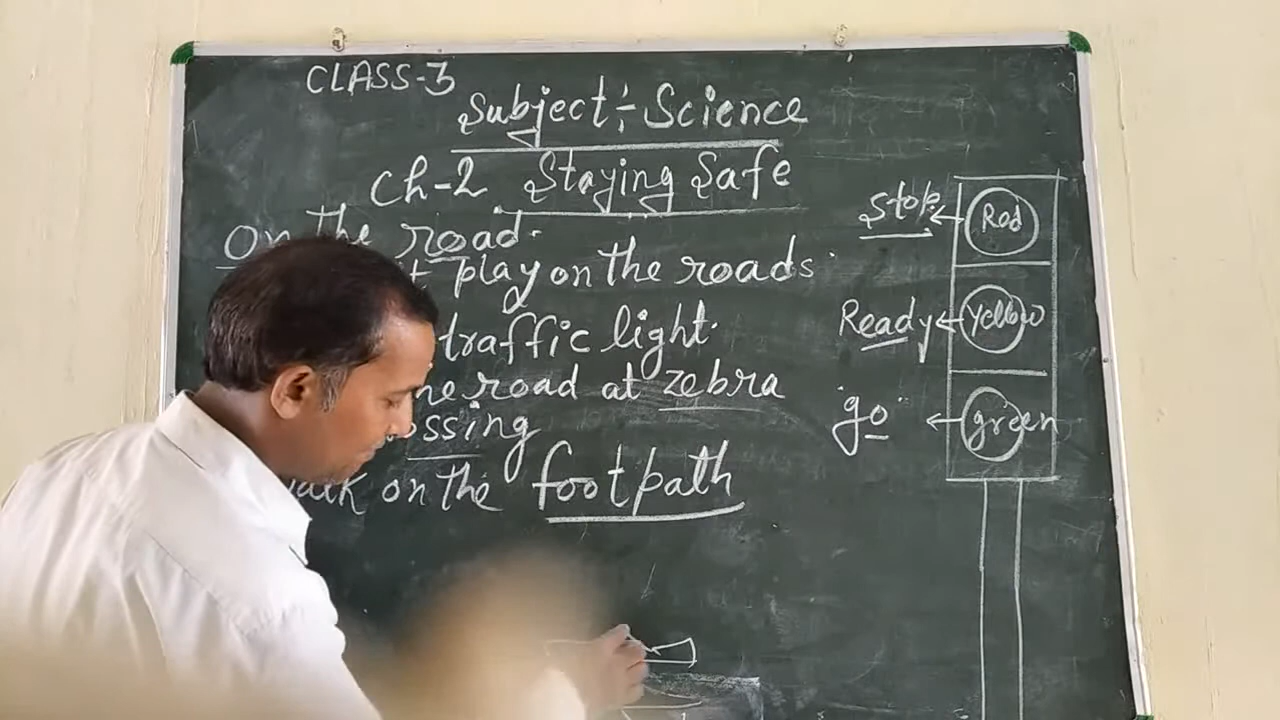 CLASS-3
Subject:- Science
Ch-2 Staying Safe
On the road.
play on the roads.
traffic light.
road at zebra
ssing
on the footpath
Stop. Red
Ready Yellow
go green